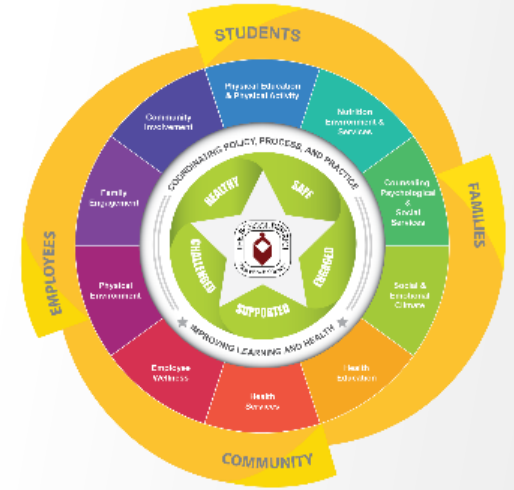 STUDENTS
FAMILIES
COMMUNITY
EMPLOYEES
Physical Education
& Physical Activity
Nutrition
Environment &
Services
Counseling
Psychological
&
Social
Services
Social &
Emotional
Climate
Health
Education
Health
Services
Employee
Wellness
Physical
Environment
Family
Engagement
Community
Involvement
COORDINATING POLICY, PROCESS, AND PRACTICE
IMPROVING LEARNING AND HEALTH
HEALTHY
SAFE
ENGAGED
SUPPORTED
CHALLENGED